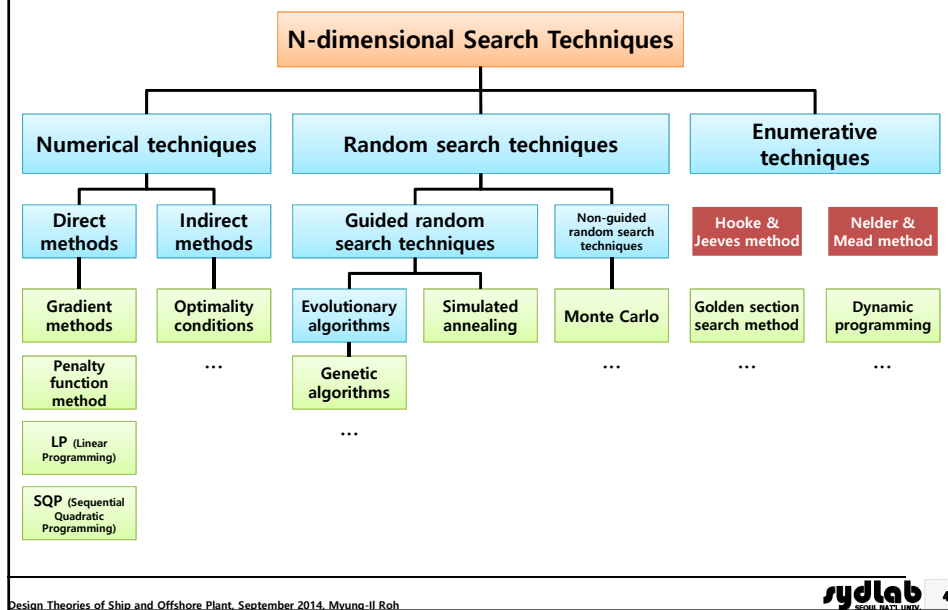 N-dimensional Search Techniques
Numerical techniques
Random search techniques
Enumerative
techniques
Direct
methods
Indirect
methods
Guided random
search techniques
Non-guided
random search
techniques
Hooke &
Jeeves method
Nelder &
Mead method
Gradient
methods
Optimality
conditions
Evolutionary
algorithms
Simulated
annealing
Monte Carlo
Golden section
search method
Dynamic
programming
Penalty
function
method
...
Genetic
algorithms
...
...
...
...
LP (Linear
Programming)
SQP (Sequential
Quadratic
Programming)
Design Theories of Ship and Offshore Plant, September 2014, Myung-Il Roh
sydlab
SEOUL NAT'L UNIV.
4